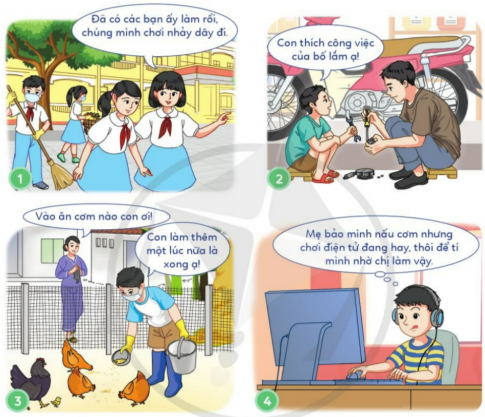 Đã có các bạn ấy làm rồi,
chúng mình chơi nhảy dây đi.
1
Con thích công việc
của bố lắm ạ!
2
Vào ăn cơm nào con ơi!
Con làm thêm
một lúc nữa là
xong ạ!
3
Mẹ bảo mình nấu cơm nhưng
chơi điện tử đang hay, thôi để tí
mình nhờ chị làm vậy.
4